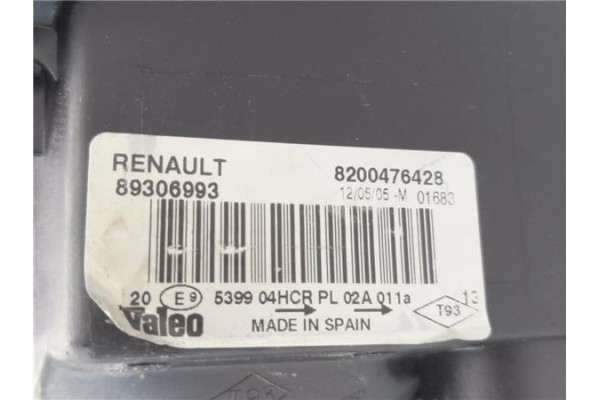 RENAULT 8200476428
89306993 12/05/05 -M 01683
20 E9 5399 04HCR PL 02A 011a 13
Valeo MADE IN SPAIN T93